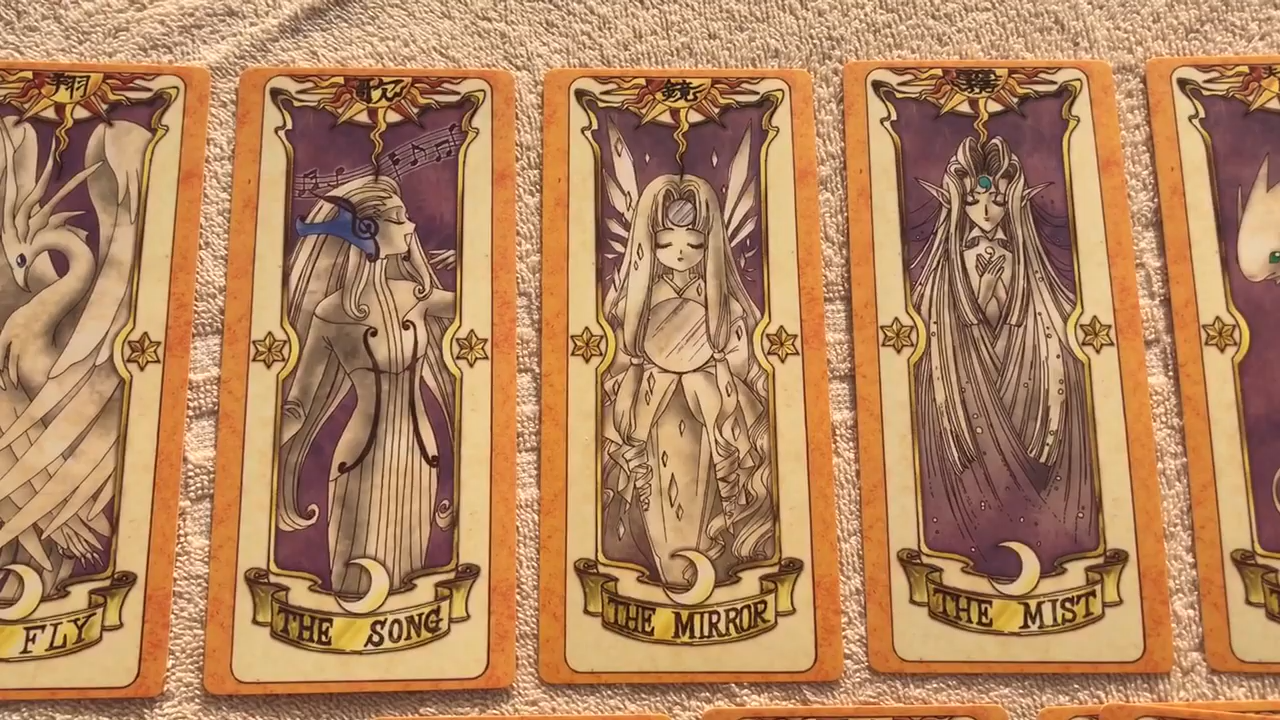 翔
FLY
歌
THE SONG
鏡
THE MIRROR
霧
THE MIST